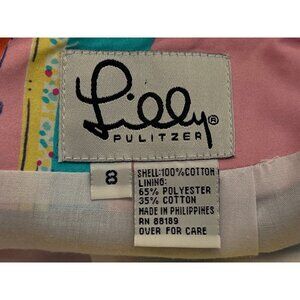 Lilly®
PULITZER
8
SHELL:100%COTTON
LINING:
65% POLYESTER
35% COTTON
MADE IN PHILIPPINES
RN 88189
OVER FOR CARE